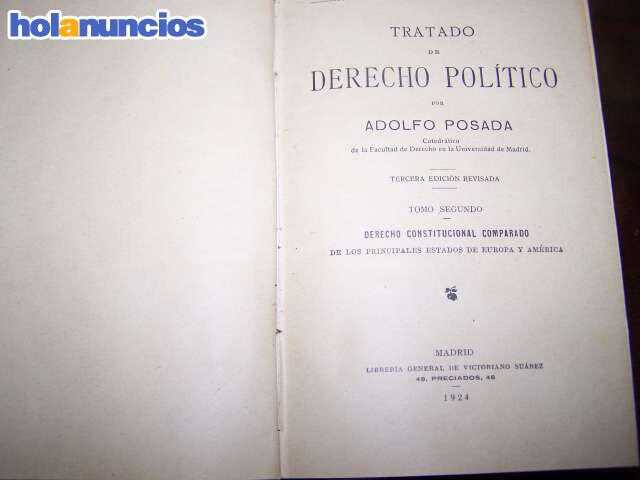 holanuncios
TRATADO
DE
DERECHO POLÍTICO
POR
ADOLFO POSADA
Catedrático
de la Facultad de Derecho en la Universidad de Madrid.
TERCERA EDICIÓN REVISADA
TOMO SEGUNDO
DERECHO CONSTITUCIONAL COMPARADO
DE LOS PRINCIPALES ESTADOS DE EUROPA Y AMÉRICA
MADRID
LIBRERÍA GENERAL DE VICTORIANO SUÁREZ
48, PRECIADOS, 48
1924